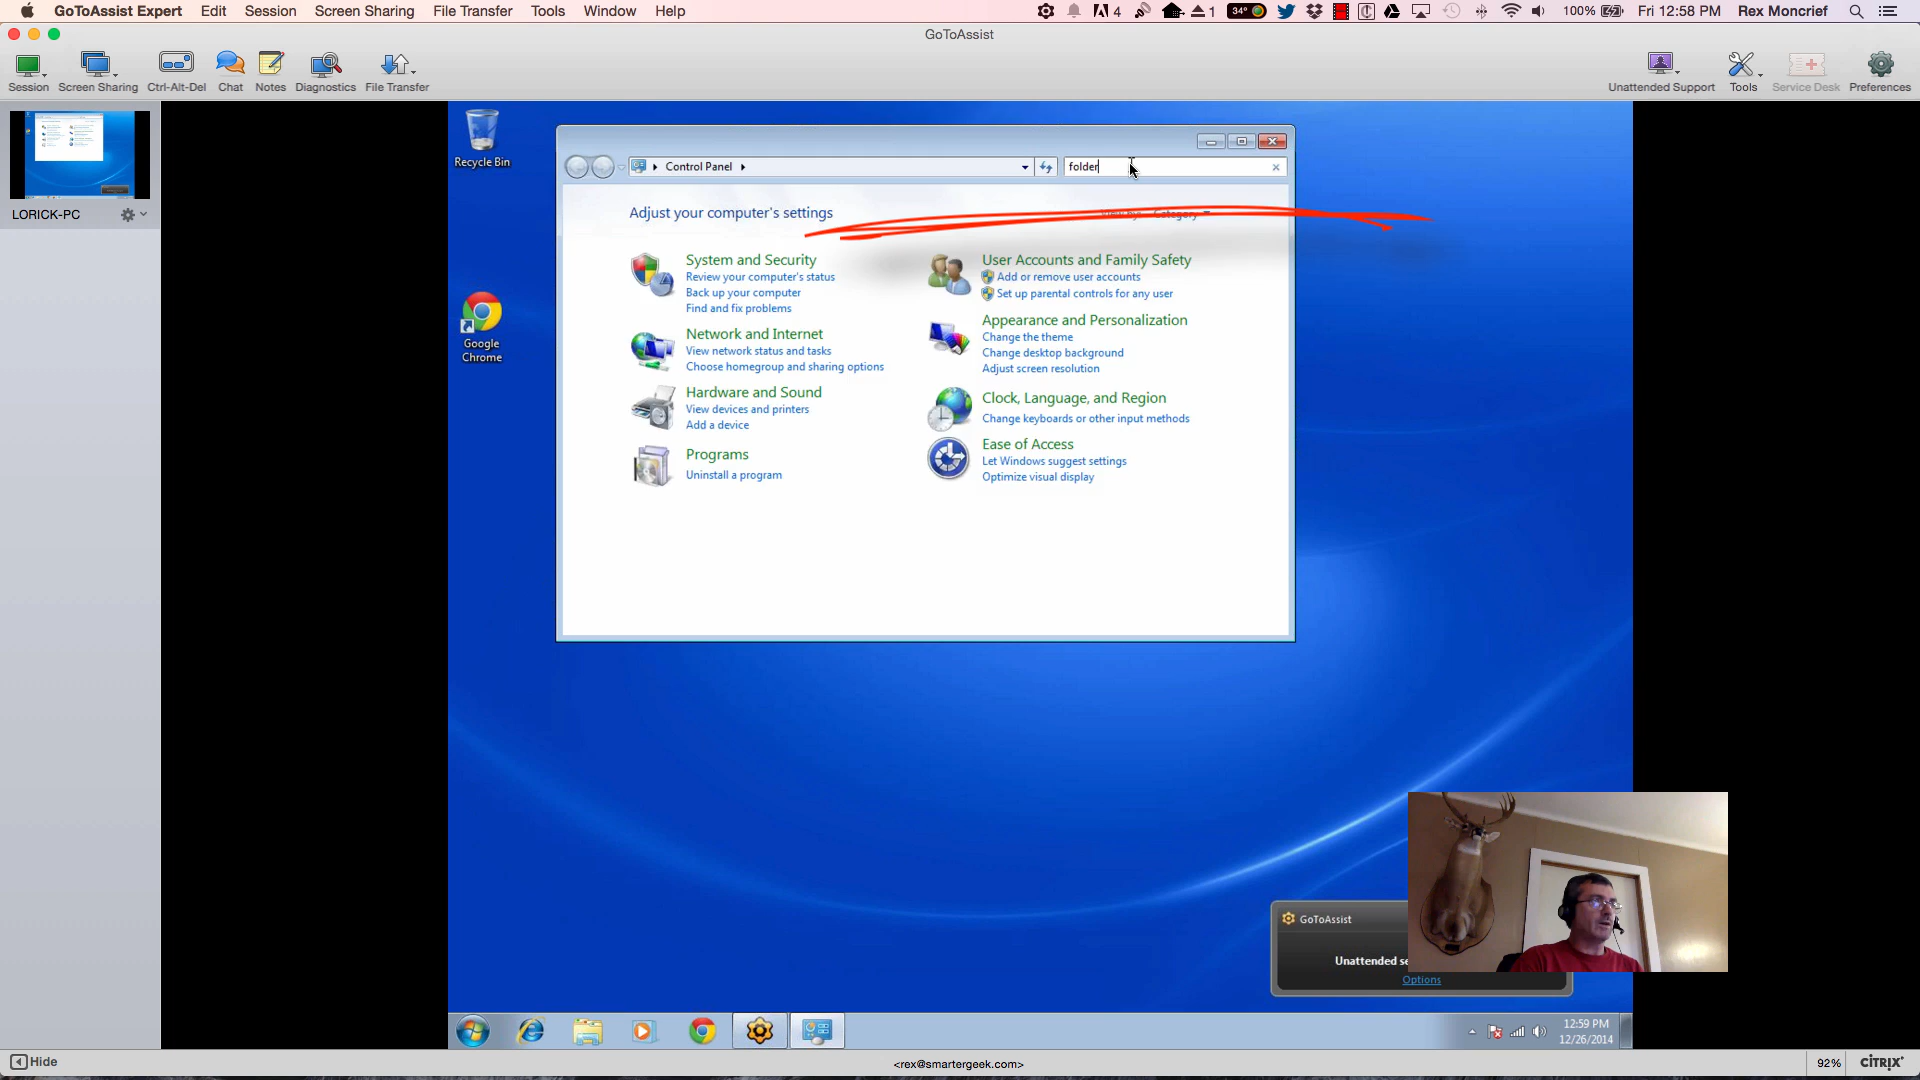 GoToAssist Expert Edit Session Screen Sharing File Transfer Tools Window Help 4 1 34° 100% Fri 12:58 PM Rex Moncrief
GoToAssist
Session Screen Sharing Ctrl-Alt-Del Chat Notes Diagnostics File Transfer Unattended Support Tools Service Desk Preferences
LORICK-PC
Recycle Bin
Google
Chrome
Control Panel
folder
Adjust your computer's settings
Category
System and Security
Review your computer's status
Back up your computer
Find and fix problems
Network and Internet
View network status and tasks
Choose homegroup and sharing options
Hardware and Sound
View devices and printers
Add a device
Programs
Uninstall a program
User Accounts and Family Safety
Add or remove user accounts
Set up parental controls for any user
Appearance and Personalization
Change the theme
Change desktop background
Adjust screen resolution
Clock, Language, and Region
Change keyboards or other input methods
Ease of Access
Let Windows suggest settings
Optimize visual display
GoToAssist
Unattended
Options
12:59 PM
12/26/2014
Hide
<rex@smartergeek.com>
92%
CITRIX